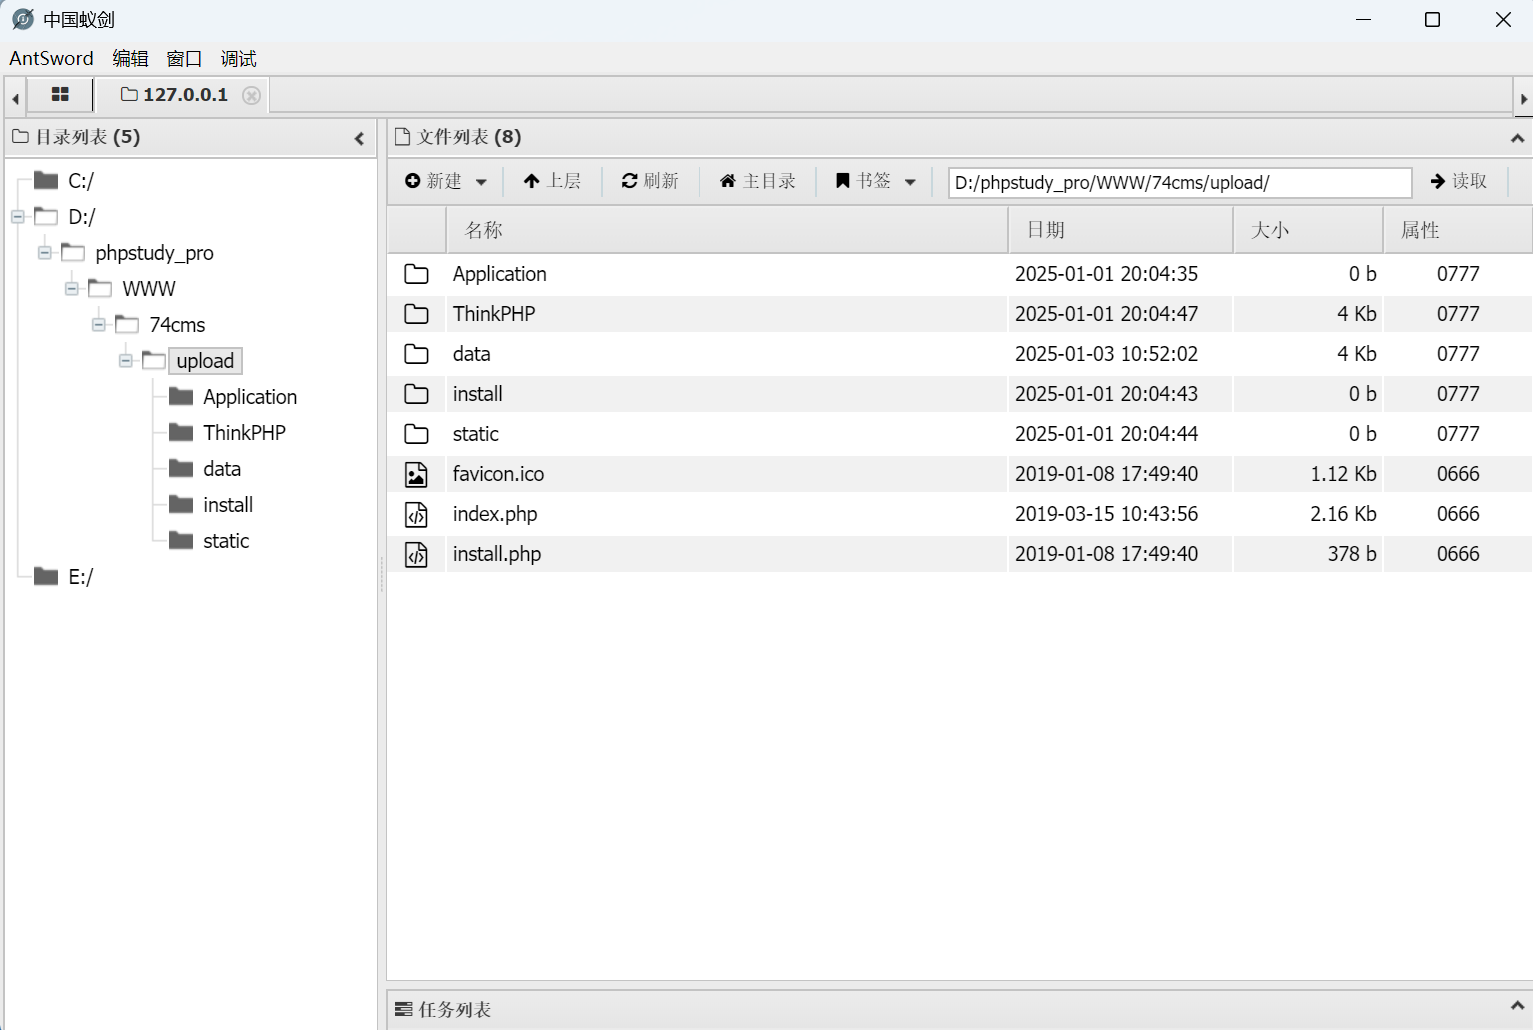 中国蚁剑
AntSword 编辑 窗口 调试
127.0.0.1
目录列表 (5)
C:/
D:/
phpstudy_pro
WWW
74cms
upload
Application
ThinkPHP
data
install
static
E:/
文件列表 (8)
新建 上层 刷新 主目录 书签 D:/phpstudy_pro/WWW/74cms/upload/ 读取
名称 日期 大小 属性
Application 2025-01-01 20:04:35 0 b 0777
ThinkPHP 2025-01-01 20:04:47 4 Kb 0777
data 2025-01-03 10:52:02 4 Kb 0777
install 2025-01-01 20:04:43 0 b 0777
static 2025-01-01 20:04:44 0 b 0777
favicon.ico 2019-01-08 17:49:40 1.12 Kb 0666
index.php 2019-03-15 10:43:56 2.16 Kb 0666
install.php 2019-01-08 17:49:40 378 b 0666
任务列表